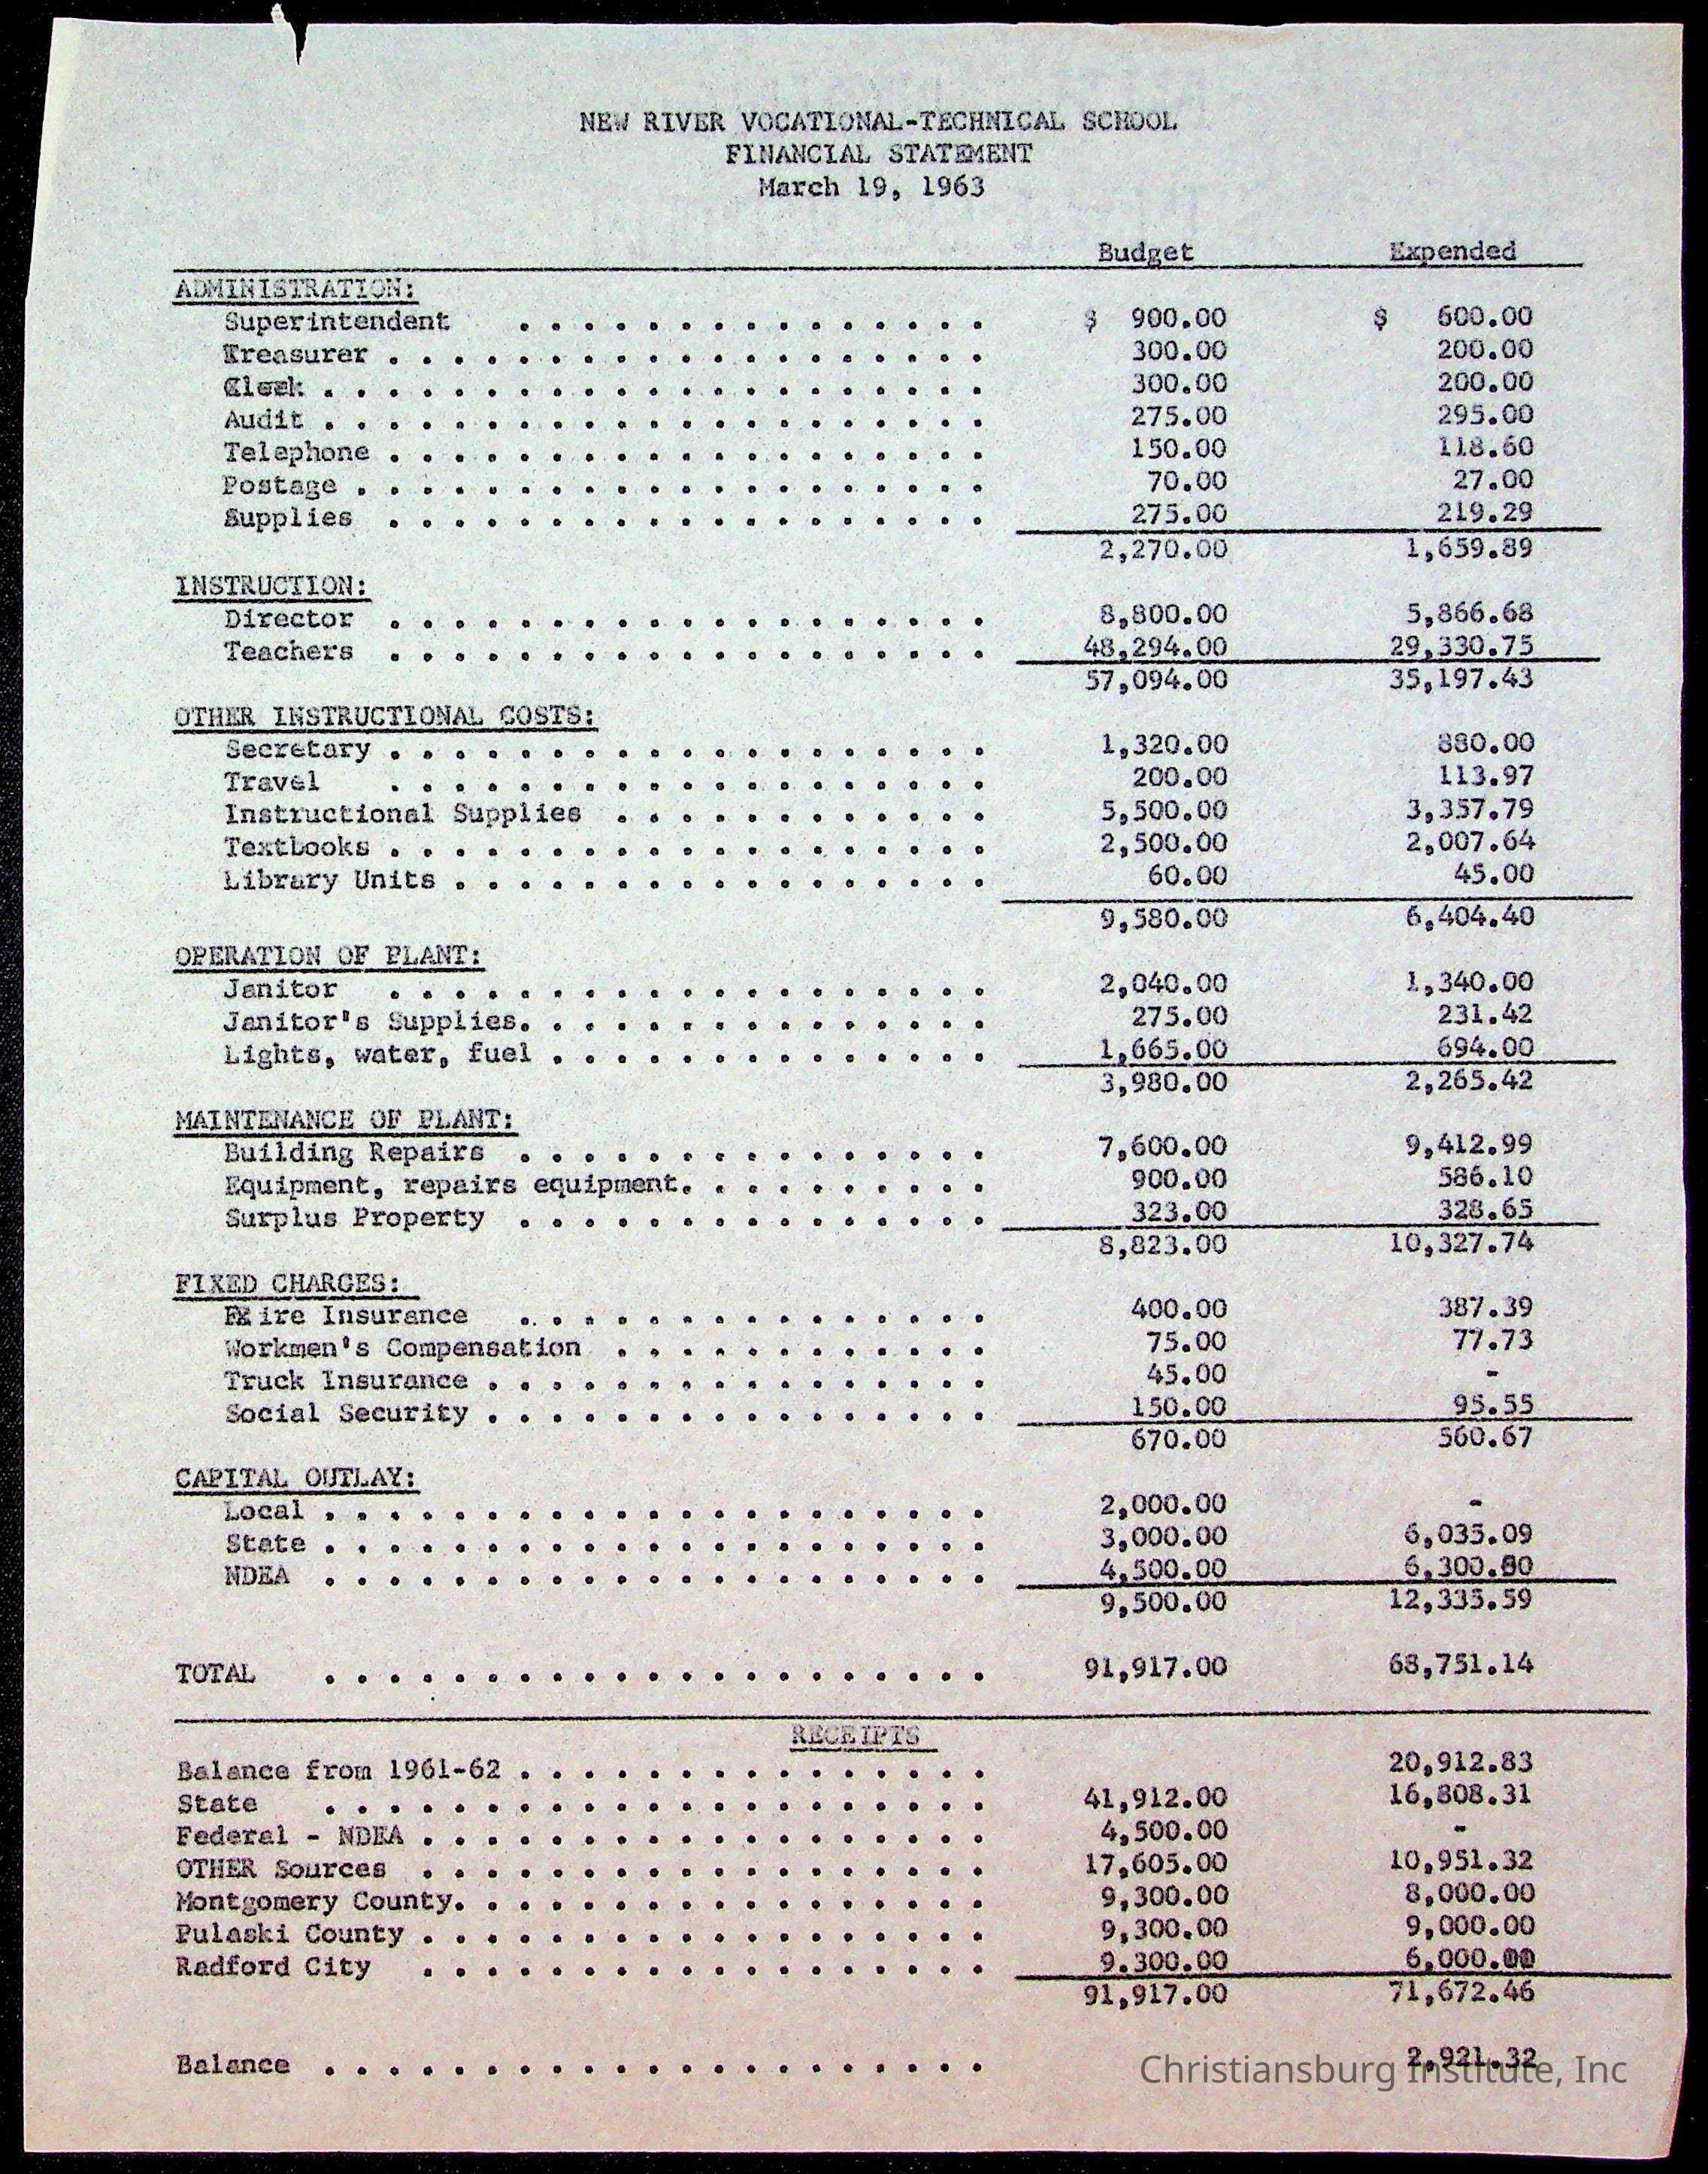 NEW RIVER VOCATIONAL-TECHNICAL SCHOOL
FINANCIAL STATEMENT
March 19, 1963
Budget Expended
ADMINISTRATION:
Superintendent . . . . . . . . . . . . . . . $ 900.00 $ 600.00
Treasurer . . . . . . . . . . . . . . . . . . . 300.00 200.00
Clerk . . . . . . . . . . . . . . . . . . . . . 300.00 200.00
Audit . . . . . . . . . . . . . . . . . . . . . 275.00 295.00
Telephone . . . . . . . . . . . . . . . . . . . 150.00 118.60
Postage . . . . . . . . . . . . . . . . . . . . 70.00 27.00
Supplies . . . . . . . . . . . . . . . . . . . 275.00 219.29
2,270.00 1,659.89
INSTRUCTION:
Director . . . . . . . . . . . . . . . . . . . 8,800.00 5,866.68
Teachers . . . . . . . . . . . . . . . . . . . 48,294.00 29,330.75
57,094.00 35,197.43
OTHER INSTRUCTIONAL COSTS:
Secretary . . . . . . . . . . . . . . . . . . . 1,320.00 880.00
Travel . . . . . . . . . . . . . . . . . . . 200.00 113.97
Instructional Supplies . . . . . . . . . . . . 5,500.00 3,357.79
Textbooks . . . . . . . . . . . . . . . . . . . 2,500.00 2,007.64
Library Units . . . . . . . . . . . . . . . . . 60.00 45.00
9,580.00 6,404.40
OPERATION OF PLANT:
Janitor . . . . . . . . . . . . . . . . . . . 2,040.00 1,340.00
Janitor's Supplies. . . . . . . . . . . . . . . 275.00 231.42
Lights, water, fuel . . . . . . . . . . . . . . 1,665.00 694.00
3,980.00 2,265.42
MAINTENANCE OF PLANT:
Building Repairs . . . . . . . . . . . . . . . 7,600.00 9,412.99
Equipment, repairs equipment. . . . . . . . . . 900.00 586.10
Surplus Property . . . . . . . . . . . . . . . 323.00 328.65
8,823.00 10,327.74
FIXED CHARGES:
Fire Insurance . . . . . . . . . . . . . . . 400.00 387.39
Workmen's Compensation . . . . . . . . . . . . 75.00 77.73
Truck Insurance . . . . . . . . . . . . . . . . 45.00 -
Social Security . . . . . . . . . . . . . . . . 150.00 95.55
670.00 560.67
CAPITAL OUTLAY:
Local . . . . . . . . . . . . . . . . . . . . . 2,000.00 -
State . . . . . . . . . . . . . . . . . . . . . 3,000.00 6,035.09
NDEA . . . . . . . . . . . . . . . . . . . . . 4,500.00 6,300.50
9,500.00 12,335.59
TOTAL . . . . . . . . . . . . . . . . . . . . . 91,917.00 68,751.14
RECEIPTS
Balance from 1961-62 . . . . . . . . . . . . . . . 20,912.83
State . . . . . . . . . . . . . . . . . . . . . 41,912.00 16,808.31
Federal - NDEA . . . . . . . . . . . . . . . . . . 4,500.00 -
OTHER Sources . . . . . . . . . . . . . . . . . . 17,605.00 10,951.32
Montgomery County. . . . . . . . . . . . . . . . . 9,300.00 8,000.00
Pulaski County . . . . . . . . . . . . . . . . . . 9,300.00 9,000.00
Radford City . . . . . . . . . . . . . . . . . . 9.300.00 6,000.00
91,917.00 71,672.46
Balance . . . . . . . . . . . . . . . . . . . . . 2,921.32
Christiansburg Institute, Inc